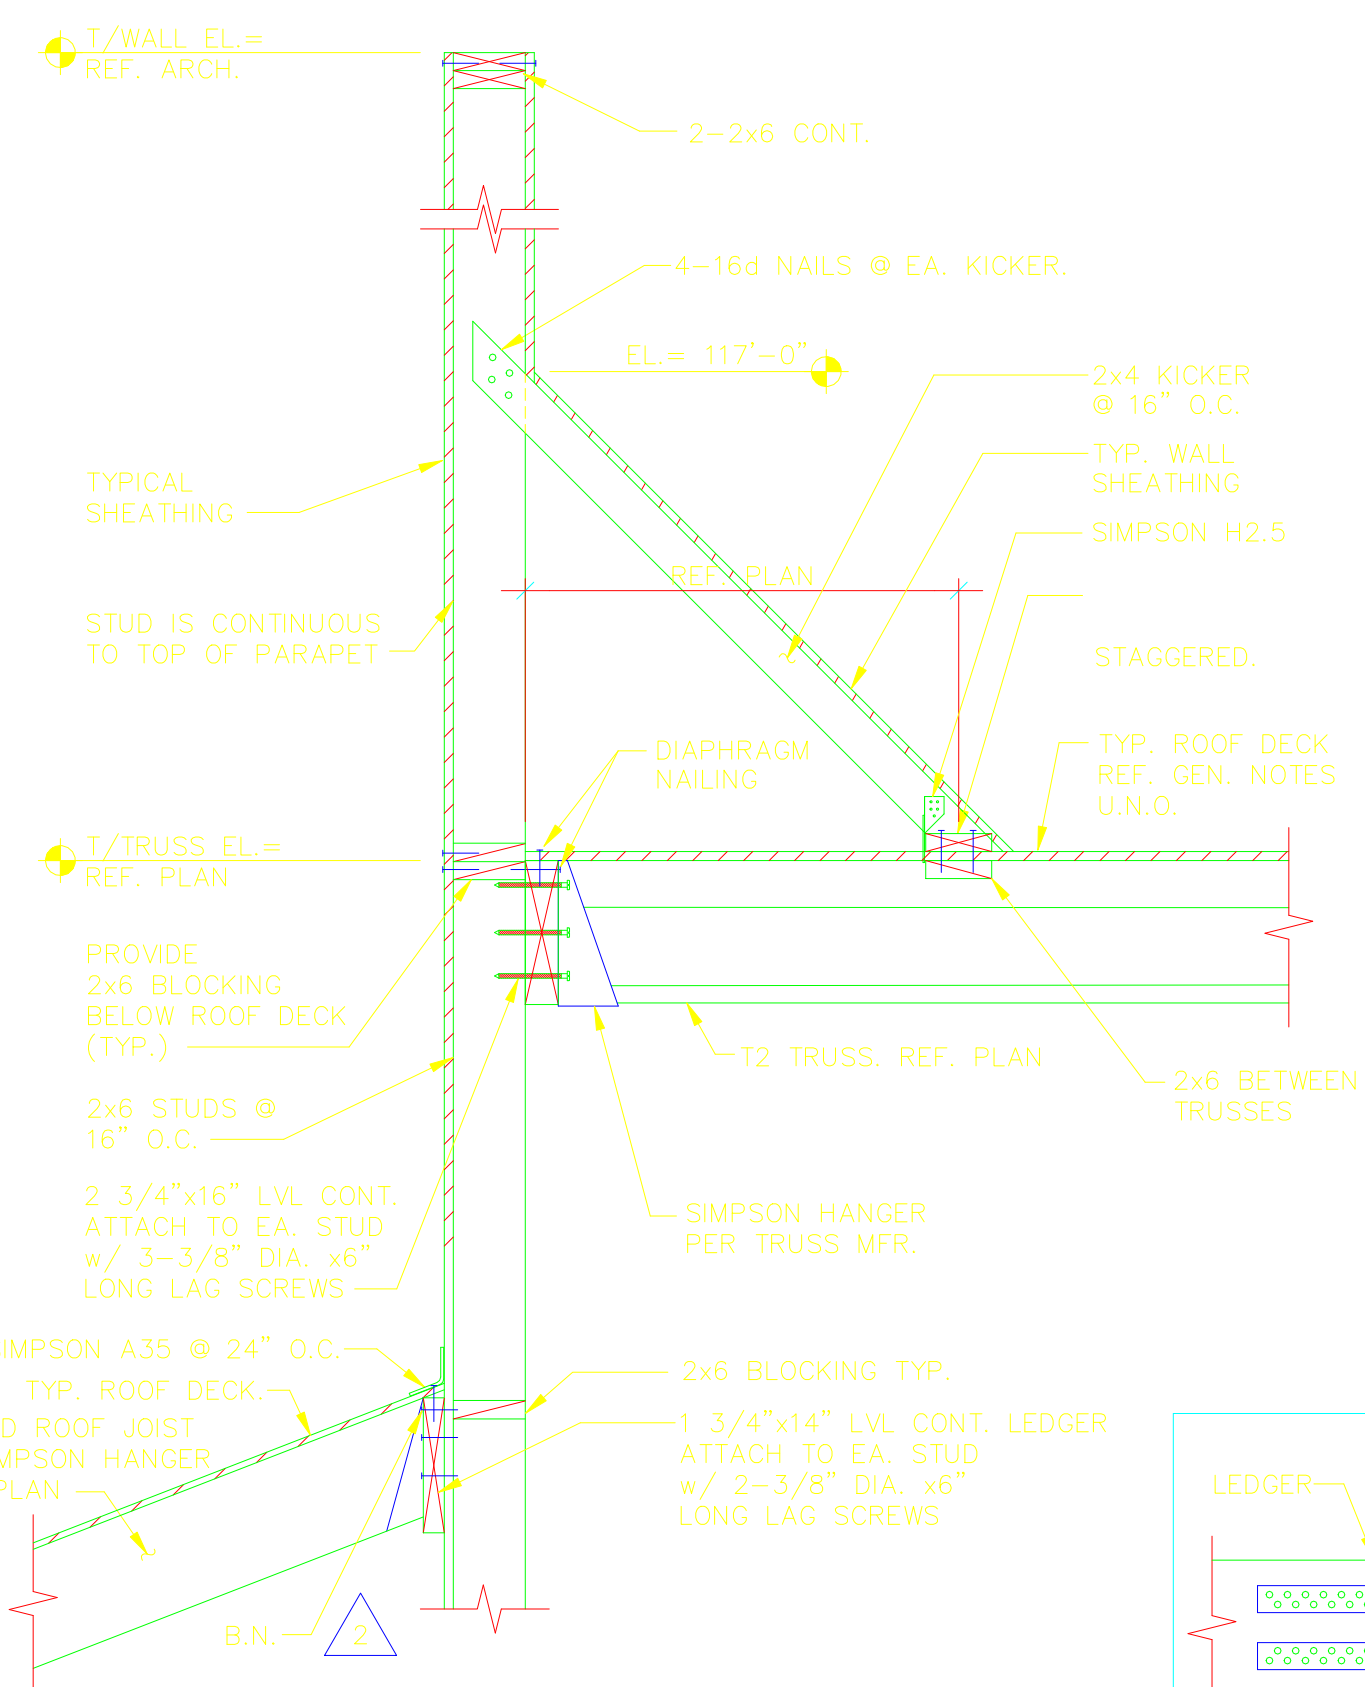 T/WALL EL.=
REF. ARCH.
2-2x6 CONT.
4-16d NAILS @ EA. KICKER.
EL.= 117'-0"
2x4 KICKER
@ 16" O.C.
TYP. WALL
SHEATHING
TYPICAL
SHEATHING
SIMPSON H2.5
REF. PLAN
STUD IS CONTINUOUS
TO TOP OF PARAPET
STAGGERED.
DIAPHRAGM
NAILING
TYP. ROOF DECK
REF. GEN. NOTES
U.N.O.
T/TRUSS EL.=
REF. PLAN
PROVIDE
2x6 BLOCKING
BELOW ROOF DECK
(TYP.)
T2 TRUSS. REF. PLAN
2x6 BETWEEN
TRUSSES
2x6 STUDS @
16" O.C.
2 3/4"x16" LVL CONT.
ATTACH TO EA. STUD
w/ 3-3/8" DIA. x6"
LONG LAG SCREWS
SIMPSON HANGER
PER TRUSS MFR.
SIMPSON A35 @ 24" O.C.
TYP. ROOF DECK.
D ROOF JOIST
MPSON HANGER
PLAN
2x6 BLOCKING TYP.
1 3/4"x14" LVL CONT. LEDGER
ATTACH TO EA. STUD
w/ 2-3/8" DIA. x6"
LONG LAG SCREWS
LEDGER
B.N.
2